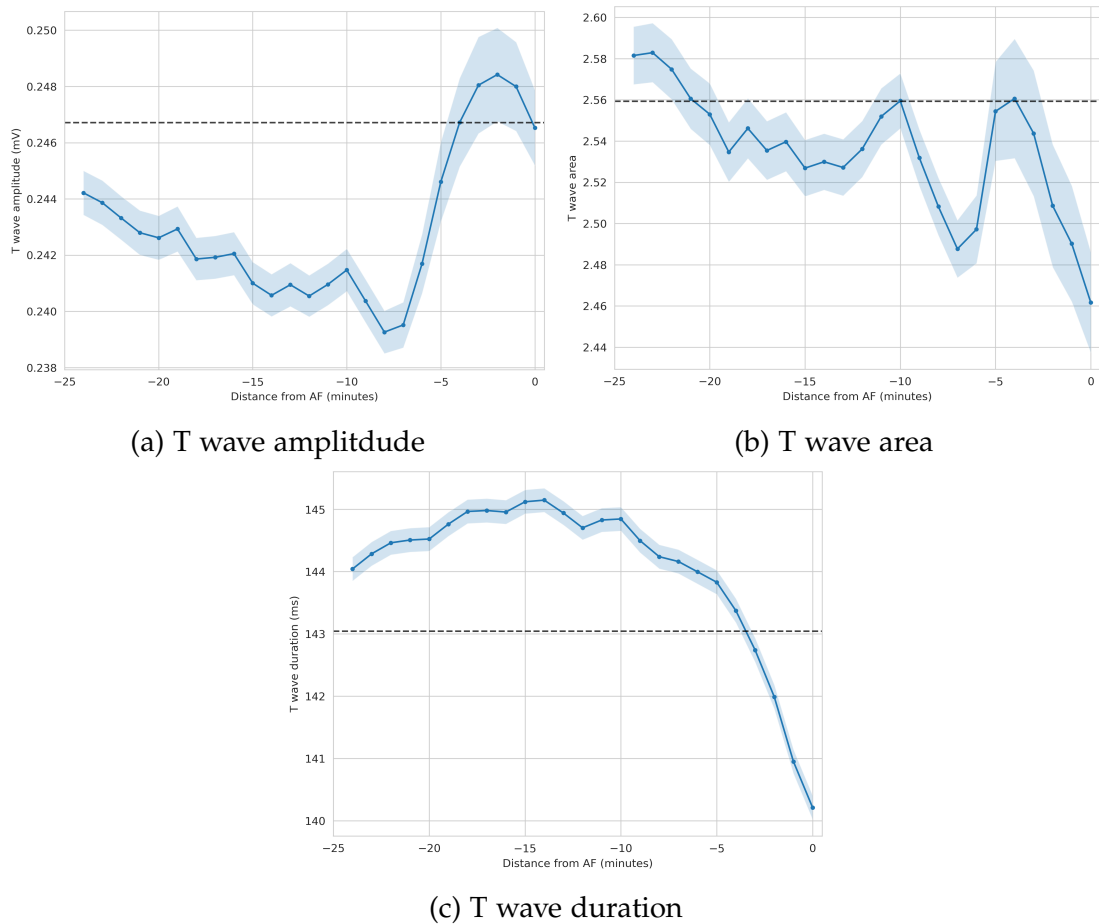 0.250
0.248
0.246
0.244
0.242
0.240
0.238
T wave amplitude (mV)
−25 −20 −15 −10 −5 0
Distance from AF (minutes)
(a) T wave amplitdude
2.60
2.58
2.56
2.54
2.52
2.50
2.48
2.46
2.44
T wave area
−25 −20 −15 −10 −5 0
Distance from AF (minutes)
(b) T wave area
145
144
143
142
141
140
T wave duration (ms)
−25 −20 −15 −10 −5 0
Distance from AF (minutes)
(c) T wave duration